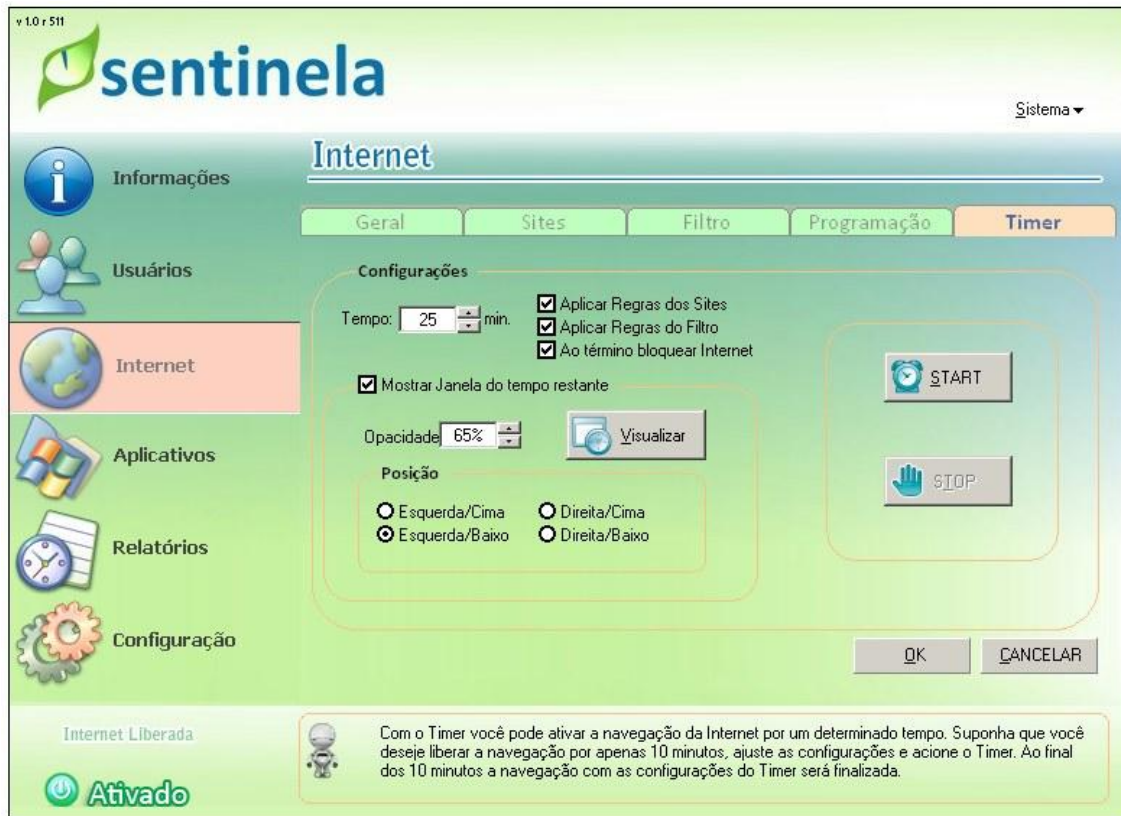 v 1.0 r 511
sentinela
Sistema
Informações
Usuários
Internet
Aplicativos
Relatórios
Configuração
Internet
Geral Sites Filtro Programação Timer
Configurações
Tempo: 25 min.
Aplicar Regras dos Sites
Aplicar Regras do Filtro
Ao término bloquear Internet
Mostrar Janela do tempo restante
Opacidade 65% Visualizar
Posição
Esquerda/Cima Direita/Cima
Esquerda/Baixo Direita/Baixo
START
STOP
OK CANCELAR
Internet Liberada
Ativado
Com o Timer você pode ativar a navegação da Internet por um determinado tempo. Suponha que você
deseje liberar a navegação por apenas 10 minutos, ajuste as configurações e acione o Timer. Ao final
dos 10 minutos a navegação com as configurações do Timer será finalizada.